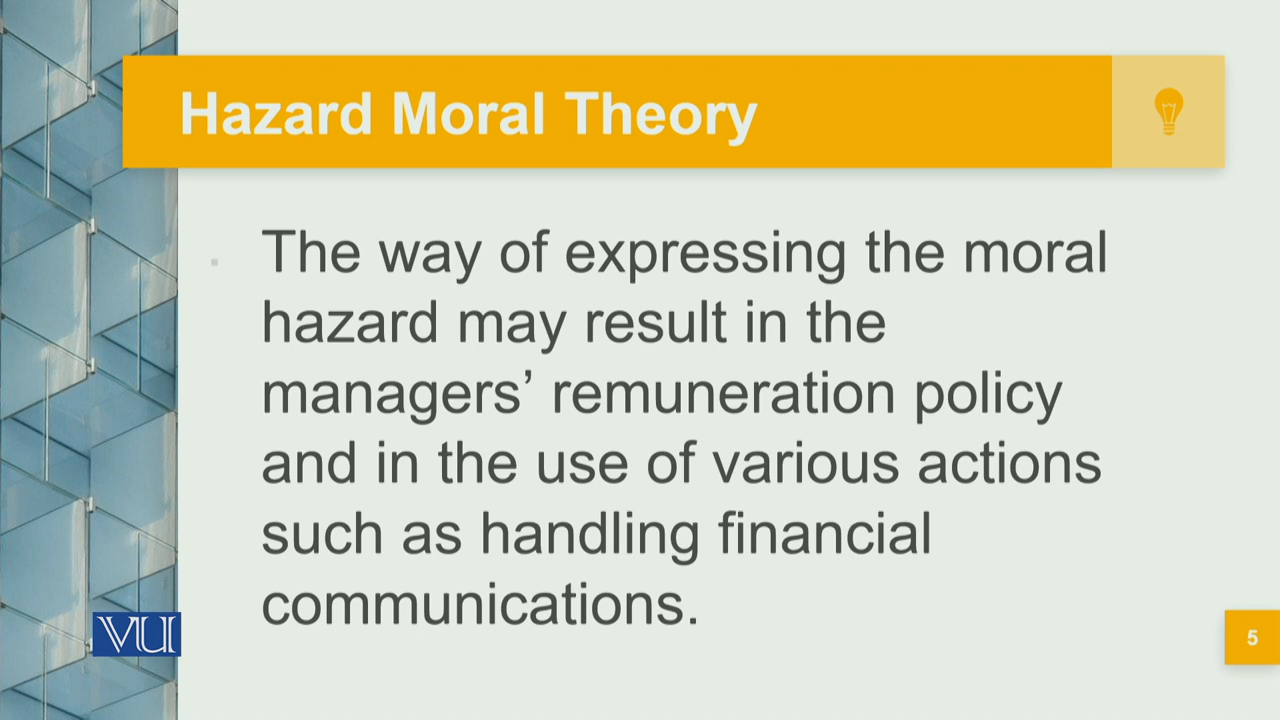 Hazard Moral Theory
The way of expressing the moral
hazard may result in the
managers’ remuneration policy
and in the use of various actions
such as handling financial
communications.
VU
5